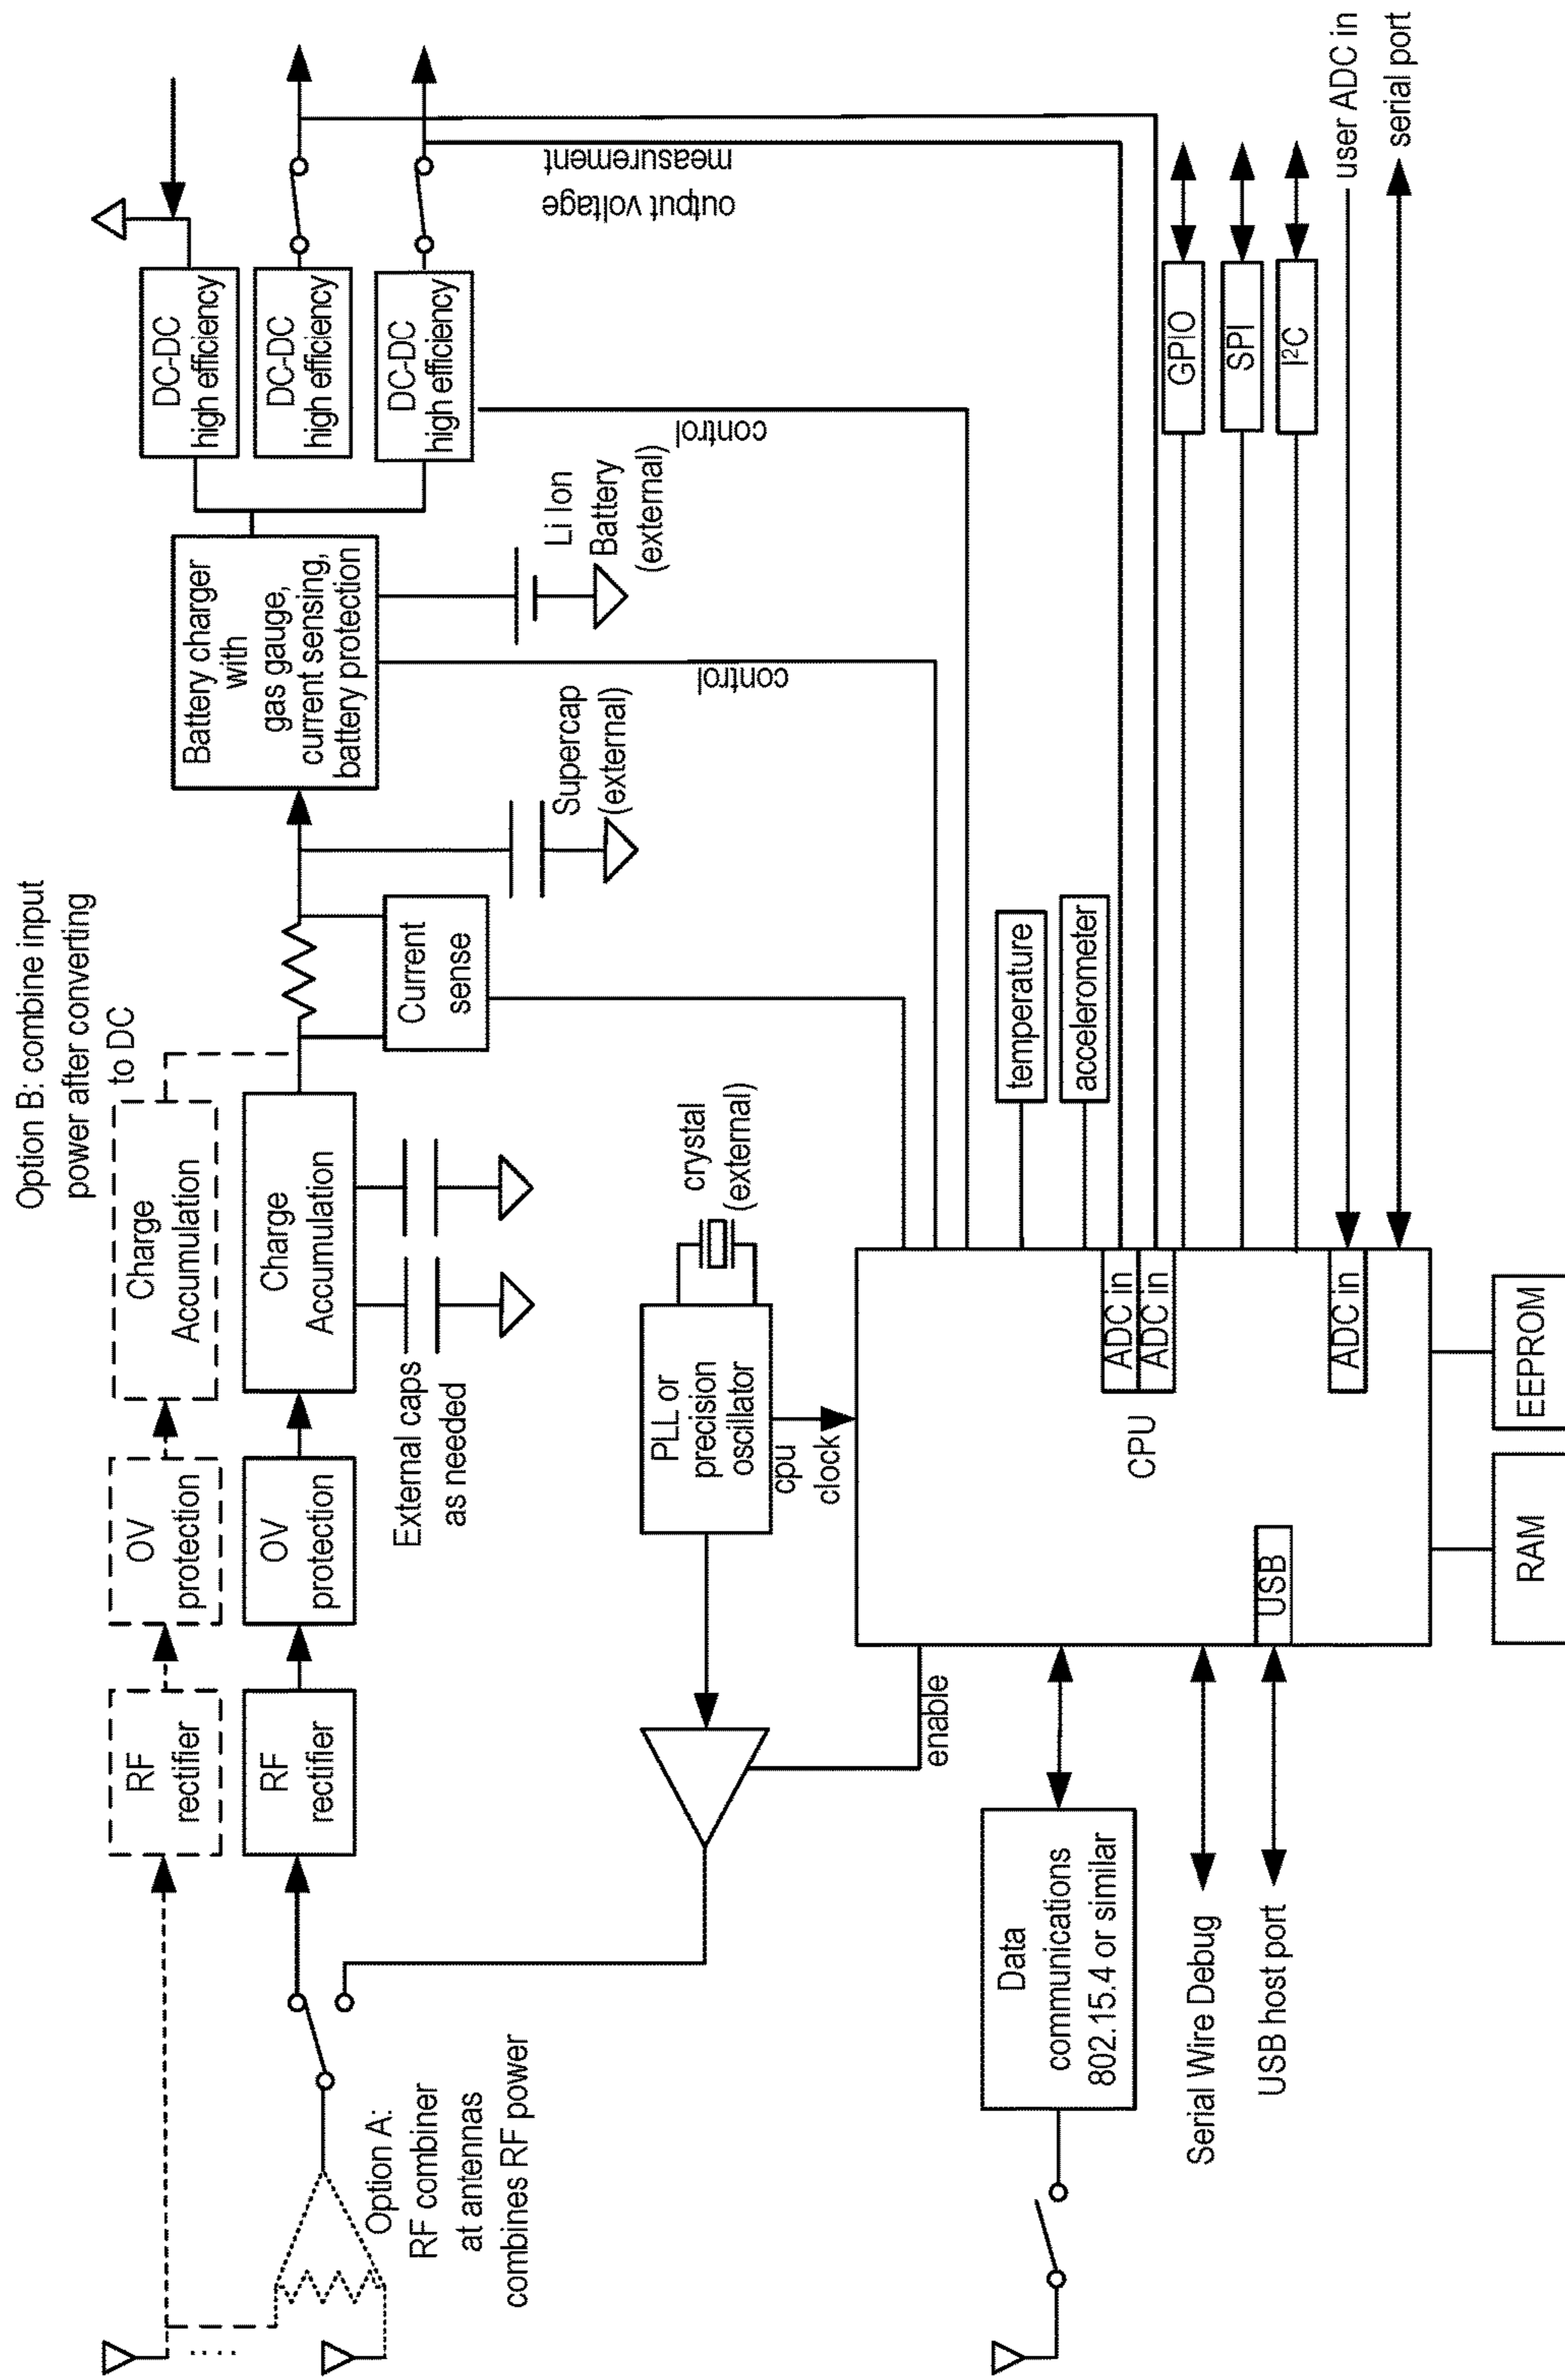 Option B: combine input
power after converting
to DC
RF
rectifier
OV
protection
Charge
Accumulation
RF
rectifier
OV
protection
Charge
Accumulation
External caps
as needed
Current
sense
Supercap
(external)
Battery charger
with
gas gauge,
current sensing,
battery protection
Li Ion
Battery
(external)
DC-DC
high efficiency
DC-DC
high efficiency
DC-DC
high efficiency
output voltage
measurement
control
control
Option A:
RF combiner
at antennas
combines RF power
PLL or
precision
oscillator
crystal
(external)
cpu
clock
enable
temperature
accelerometer
Data
communications
802.15.4 or similar
Serial Wire Debug
USB host port
USB
CPU
ADC in
ADC in
ADC in
GPIO
SPI
I²C
user ADC in
serial port
RAM
EEPROM